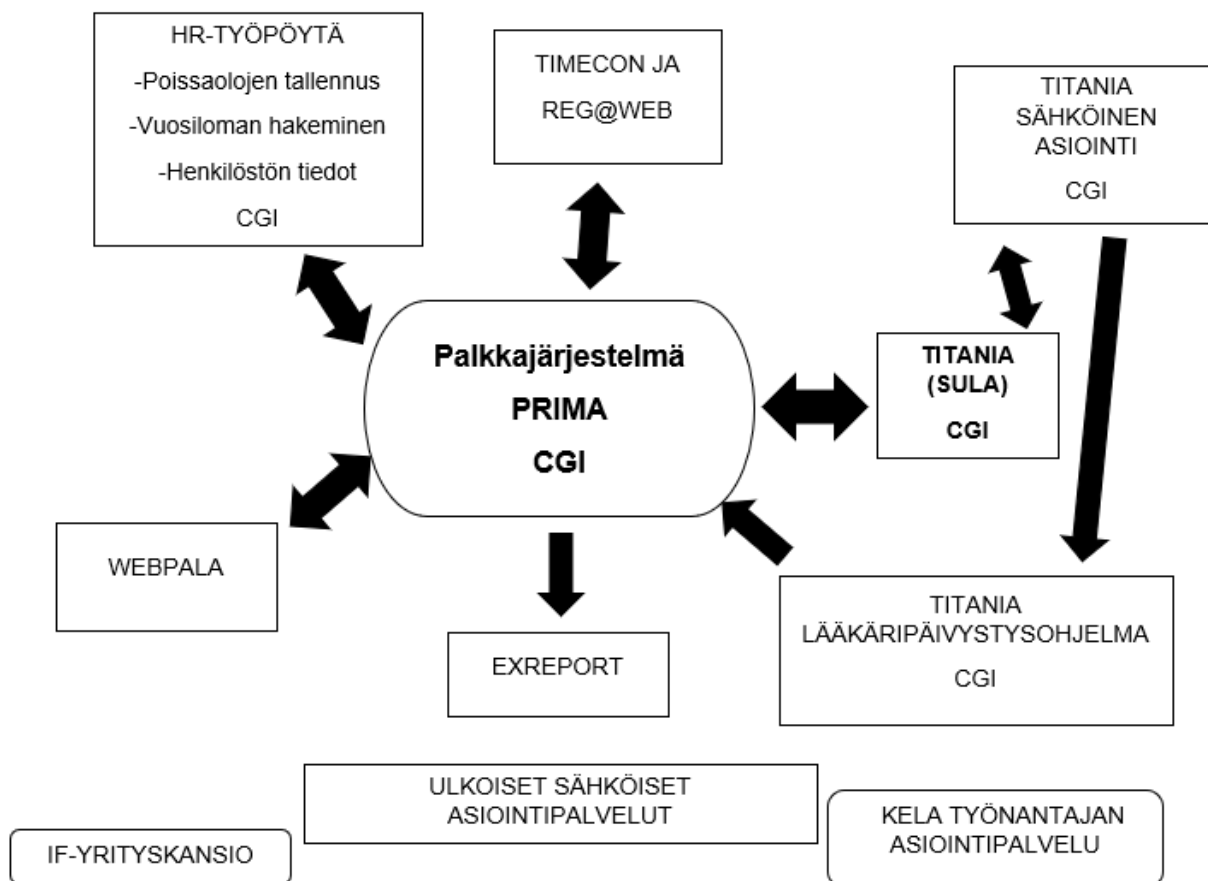 HR-TYÖPÖYTÄ
-Poissaolojen tallennus
-Vuosiloman hakeminen
-Henkilöstön tiedot
CGI
TIMECON JA
REG@WEB
TITANIA
SÄHKÖINEN
ASIOINTI
CGI
Palkkajärjestelmä
PRIMA
CGI
TITANIA
(SULA)
CGI
WEBPALA
EXREPORT
TITANIA
LÄÄKÄRIPÄIVYSTYSOHJELMA
CGI
ULKOISET SÄHKÖISET
ASIOINTIPALVELUT
IF-YRITYSKANSIO
KELA TYÖNANTAJAN
ASIOINTIPALVELU